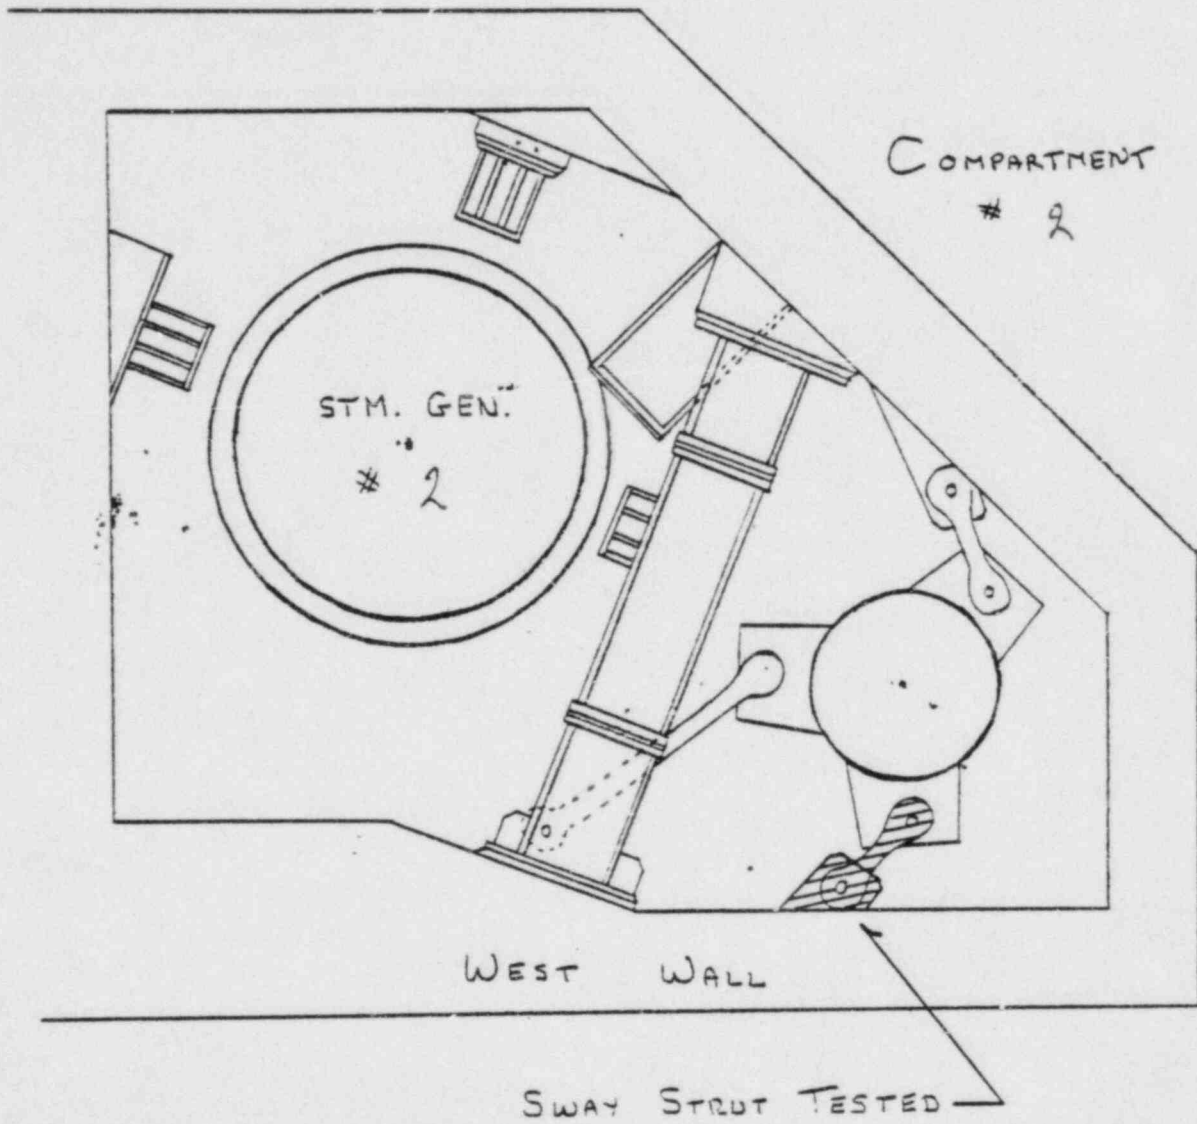 COMPARTMENT
# 2
STM. GEN.
# 2
WEST WALL
SWAY STRUT TESTED